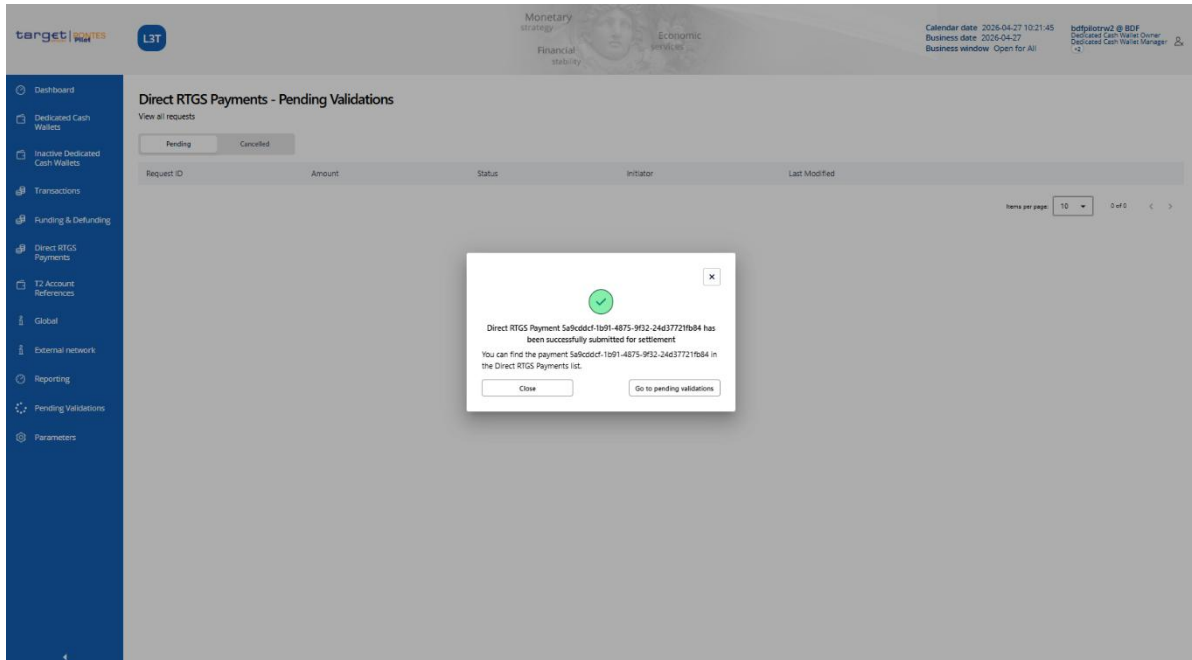 target | PONTES
Pilot
L3T
Monetary
strategy
Economic
services
Financial
stability
Calendar date 2026-04-27 10:21:45
Business date 2026-04-27
Business window Open for All
bdfpilotrw2 @ BDF
Dedicated Cash Wallet Owner
Dedicated Cash Wallet Manager
+2
Dashboard
Dedicated Cash
Wallets
Inactive Dedicated
Cash Wallets
Transactions
Funding & Defunding
Direct RTGS
Payments
T2 Account
References
Global
External network
Reporting
Pending Validations
Parameters
Direct RTGS Payments - Pending Validations
View all requests
Pending Cancelled
Request ID Amount Status Initiator Last Modified
Items per page: 10 0 of 0
Direct RTGS Payment 5a9cddcf-1b91-4875-9f32-24d37721fb84 has
been successfully submitted for settlement
You can find the payment 5a9cddcf-1b91-4875-9f32-24d37721fb84 in
the Direct RTGS Payments list.
Close Go to pending validations